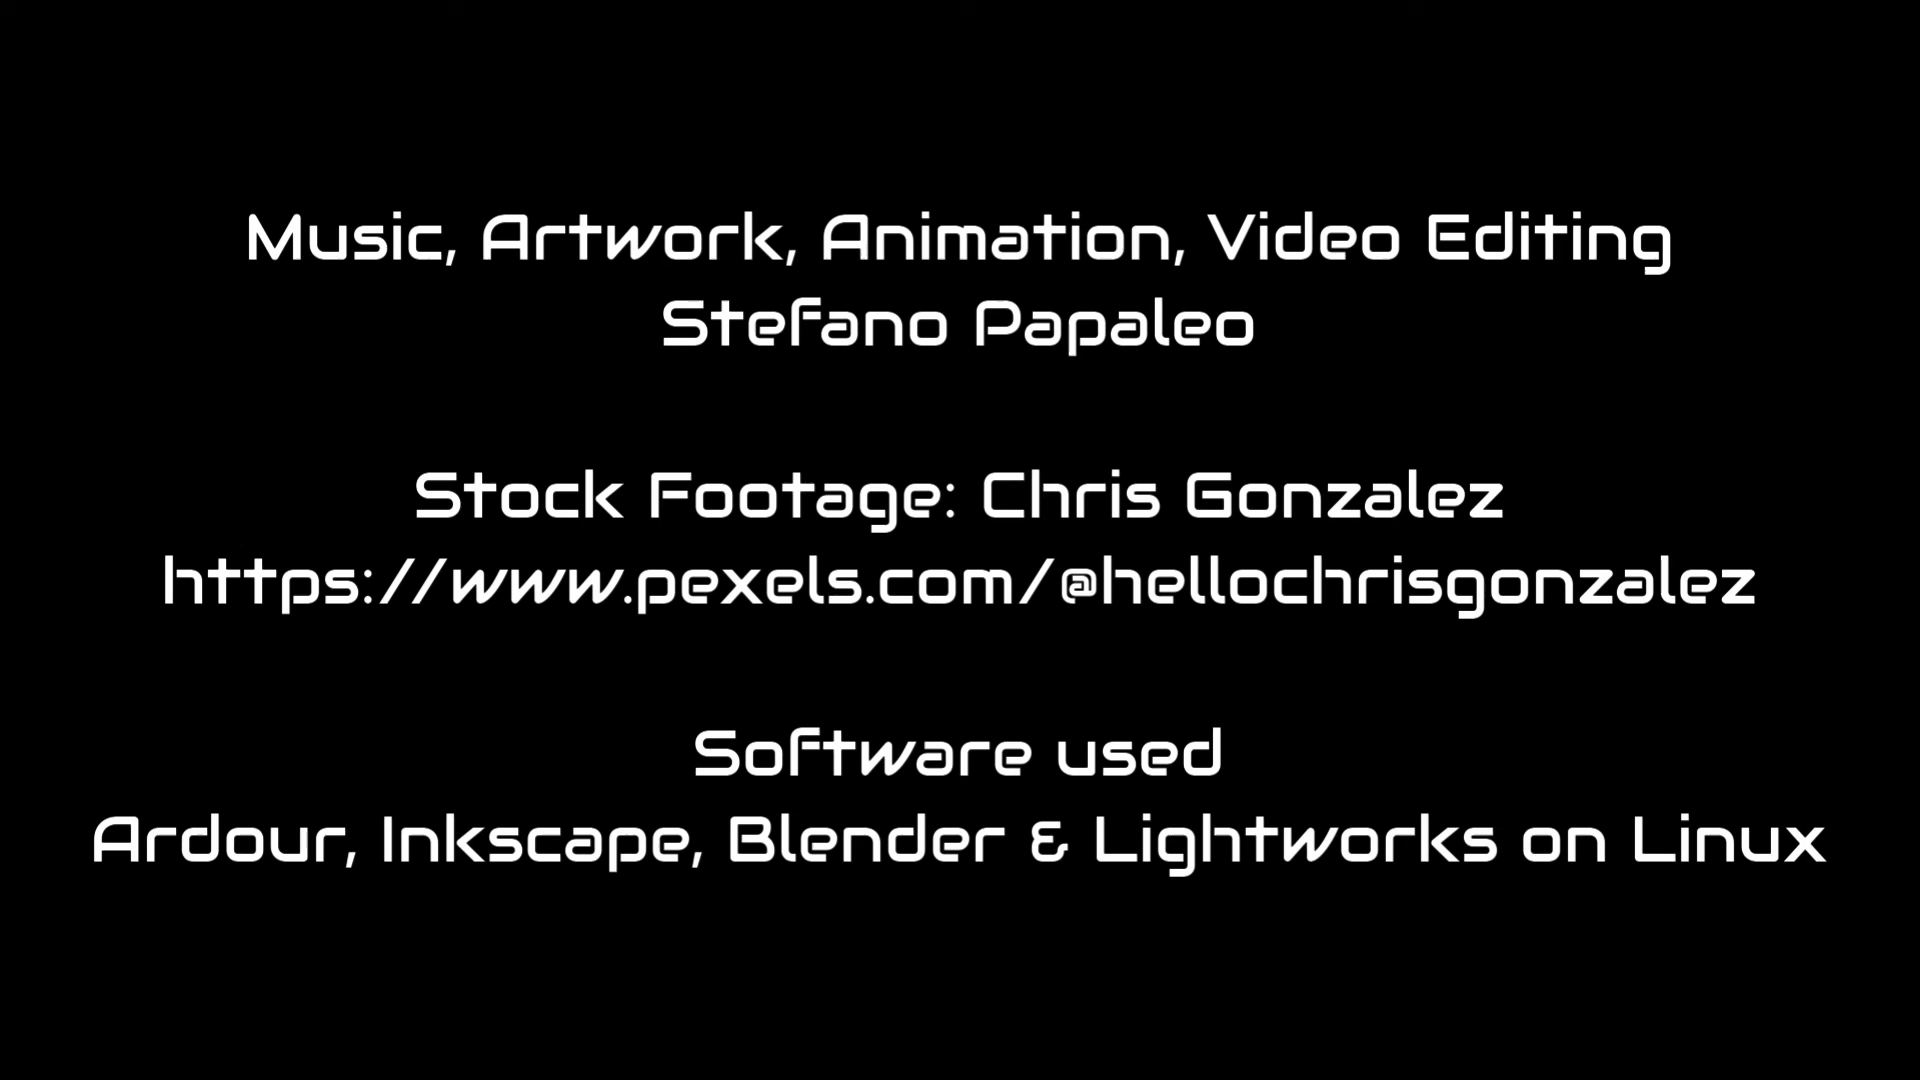 Music, Artwork, Animation, Video Editing
Stefano Papaleo
Stock Footage: Chris Gonzalez
https://www.pexels.com/@hellochrisgonzalez
Software used
Ardour, Inkscape, Blender & Lightworks on Linux